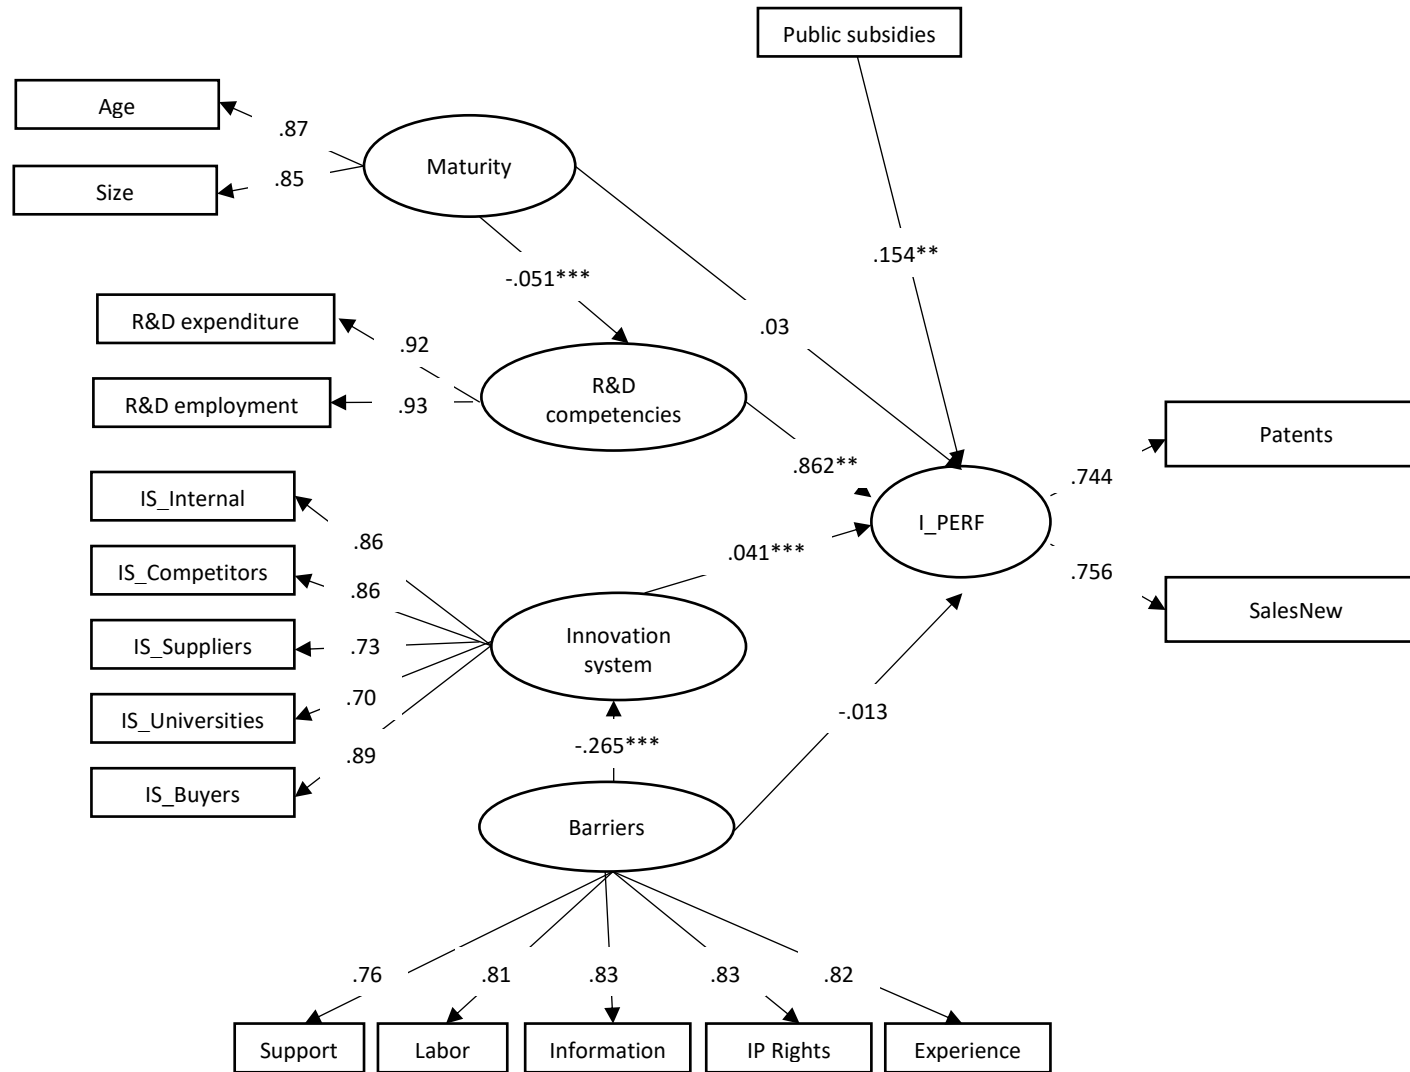 Public subsidies
Age
.87
Maturity
.85
Size
.154**
-.051***
R&D expenditure
.03
.92
R&D
competencies
R&D employment
.93
Patents
.862**
.744
IS_Internal
I_PERF
.86
.041***
IS_Competitors
.756
.86
SalesNew
Innovation
system
IS_Suppliers
.73
.70
IS_Universities
-.013
-.265***
.89
IS_Buyers
Barriers
.76
.81
.83
.83
.82
Support
Labor
Information
IP Rights
Experience